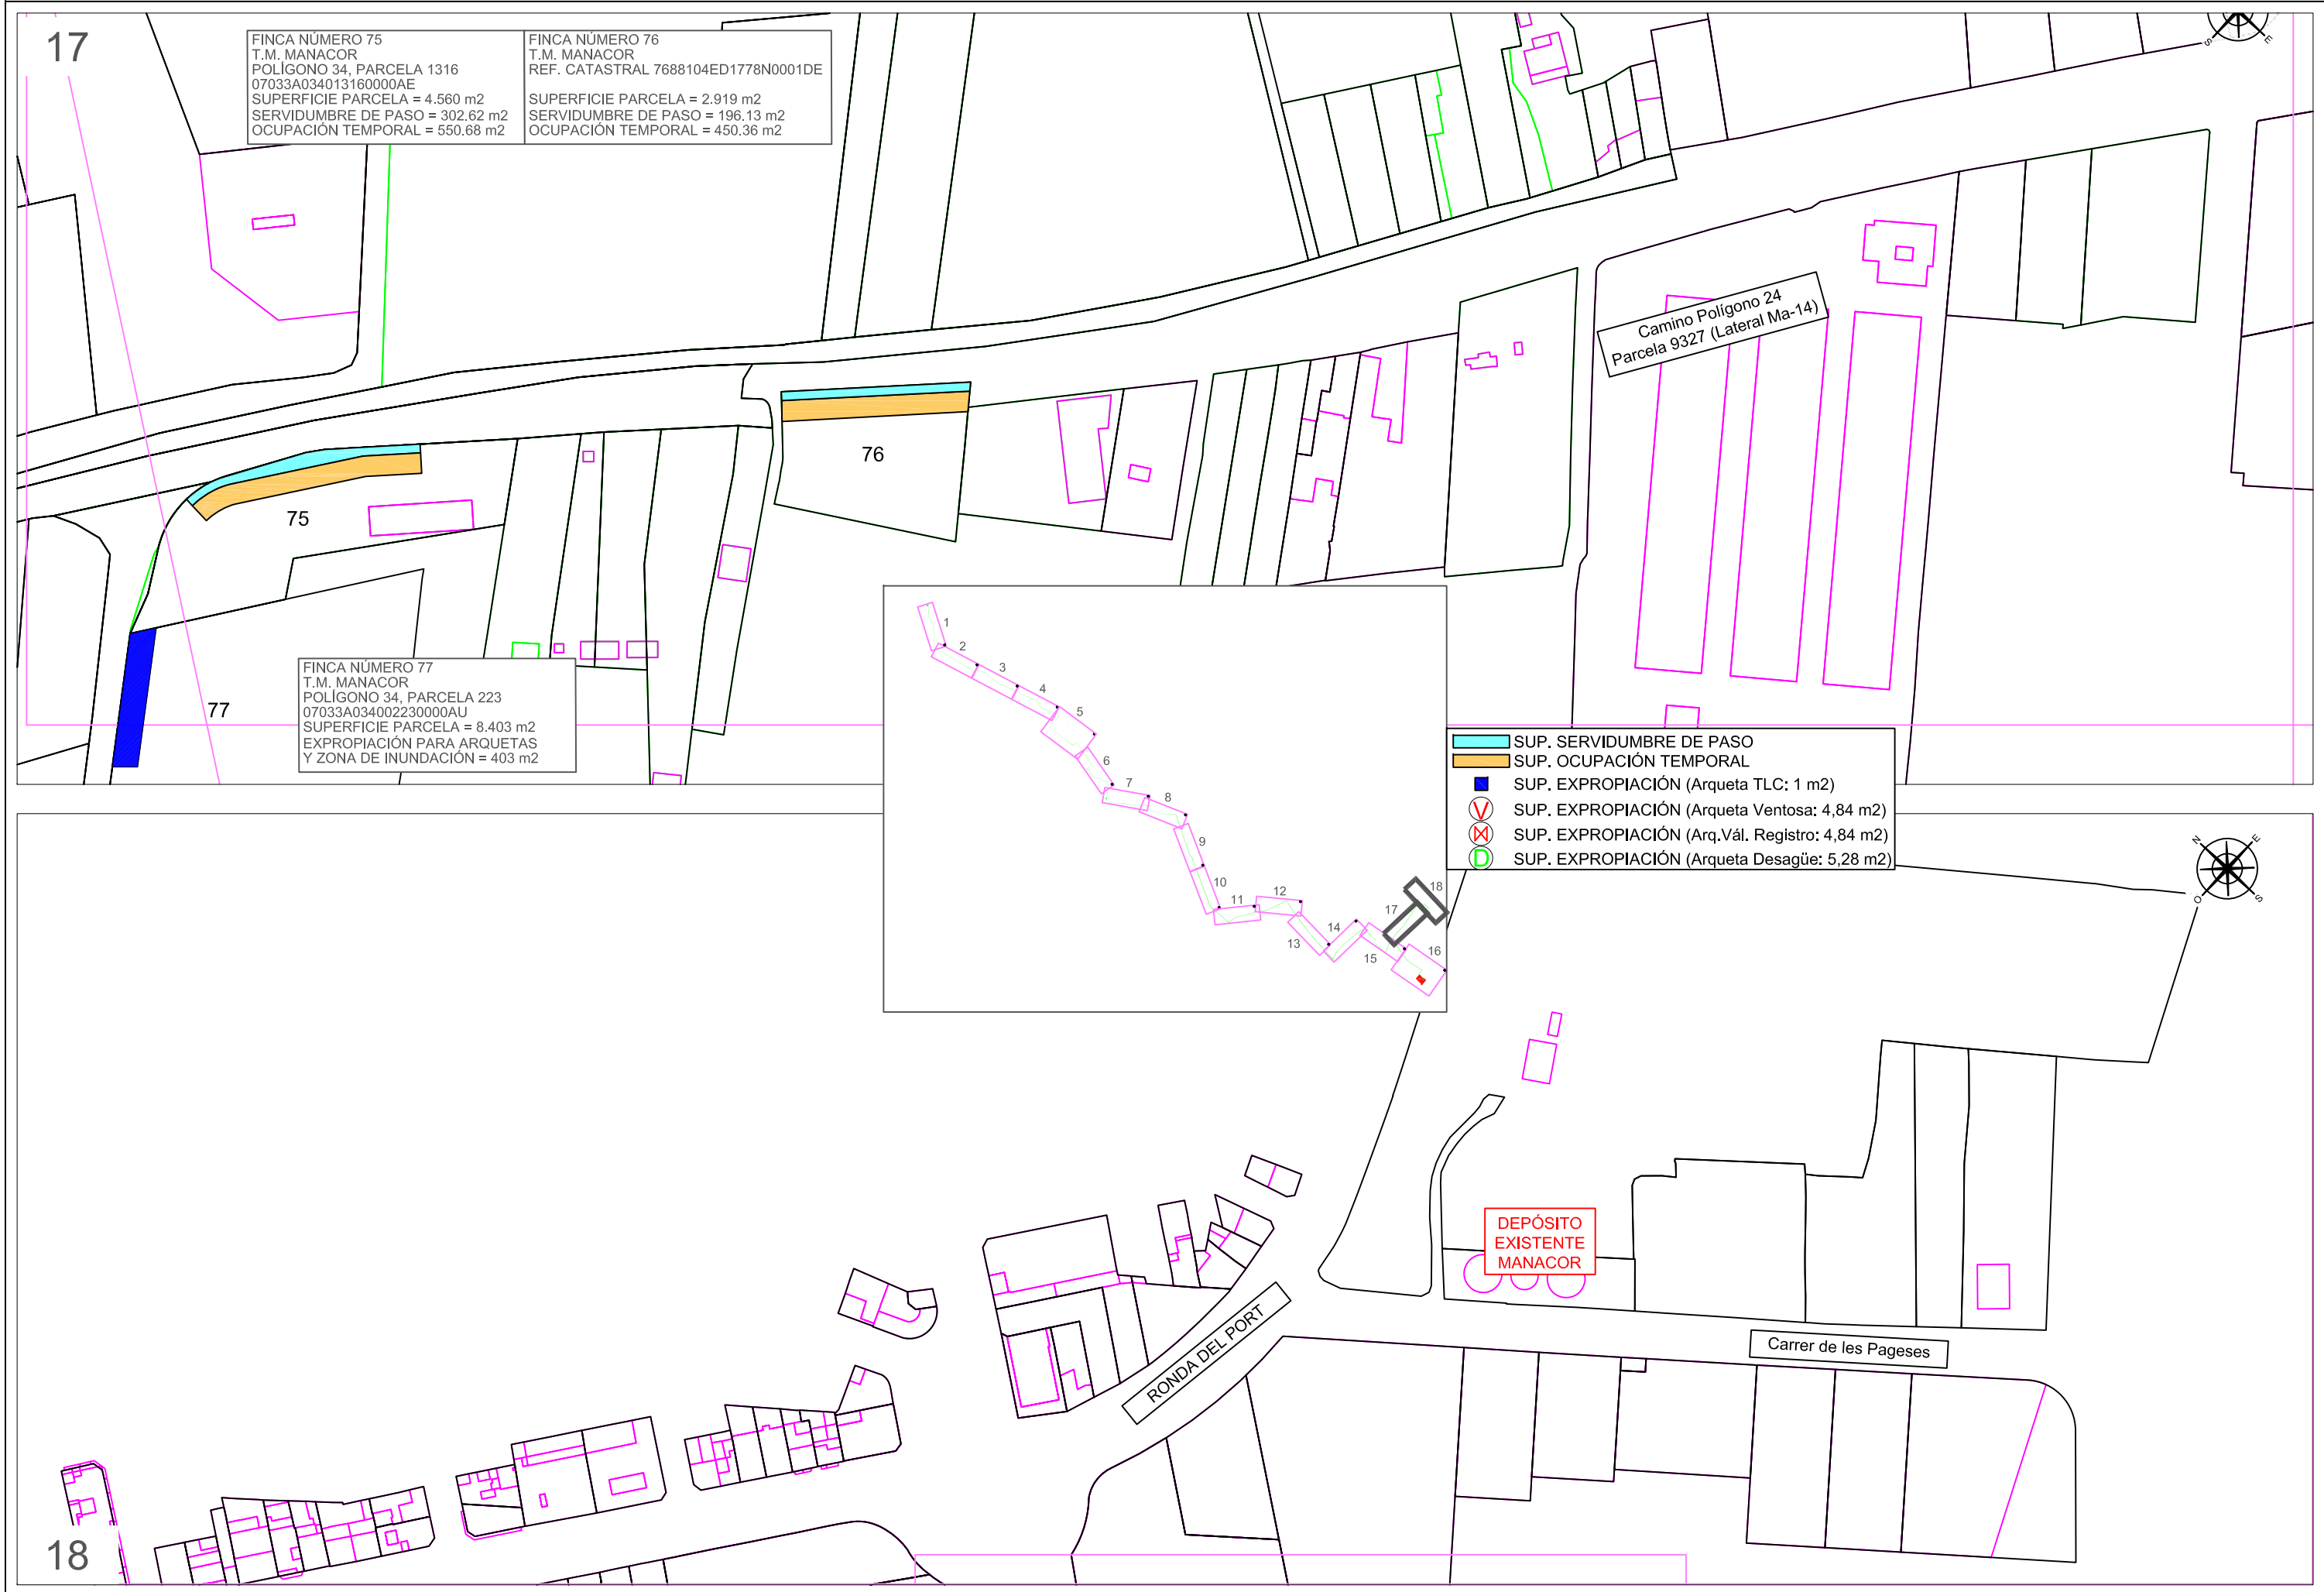 17
FINCA NÚMERO 75
T.M. MANACOR
POLÍGONO 34, PARCELA 1316
07033A034013160000AE
SUPERFICIE PARCELA = 4.560 m2
SERVIDUMBRE DE PASO = 302.62 m2
OCUPACIÓN TEMPORAL = 550.68 m2
FINCA NÚMERO 76
T.M. MANACOR
REF. CATASTRAL 7688104ED1778N0001DE
SUPERFICIE PARCELA = 2.919 m2
SERVIDUMBRE DE PASO = 196.13 m2
OCUPACIÓN TEMPORAL = 450.36 m2
S
E
Camino Polígono 24
Parcela 9327 (Lateral Ma-14)
76
75
77
FINCA NÚMERO 77
T.M. MANACOR
POLÍGONO 34, PARCELA 223
07033A034002230000AU
SUPERFICIE PARCELA = 8.403 m2
EXPROPIACIÓN PARA ARQUETAS
Y ZONA DE INUNDACIÓN = 403 m2
1
2
3
4
5
6
7
8
9
10
11
12
13
14
15
16
17
18
SUP. SERVIDUMBRE DE PASO
SUP. OCUPACIÓN TEMPORAL
SUP. EXPROPIACIÓN (Arqueta TLC: 1 m2)
V SUP. EXPROPIACIÓN (Arqueta Ventosa: 4,84 m2)
SUP. EXPROPIACIÓN (Arq.Vál. Registro: 4,84 m2)
D SUP. EXPROPIACIÓN (Arqueta Desagüe: 5,28 m2)
N
E
O
S
DEPÓSITO
EXISTENTE
MANACOR
RONDA DEL PORT
Carrer de les Pageses
18